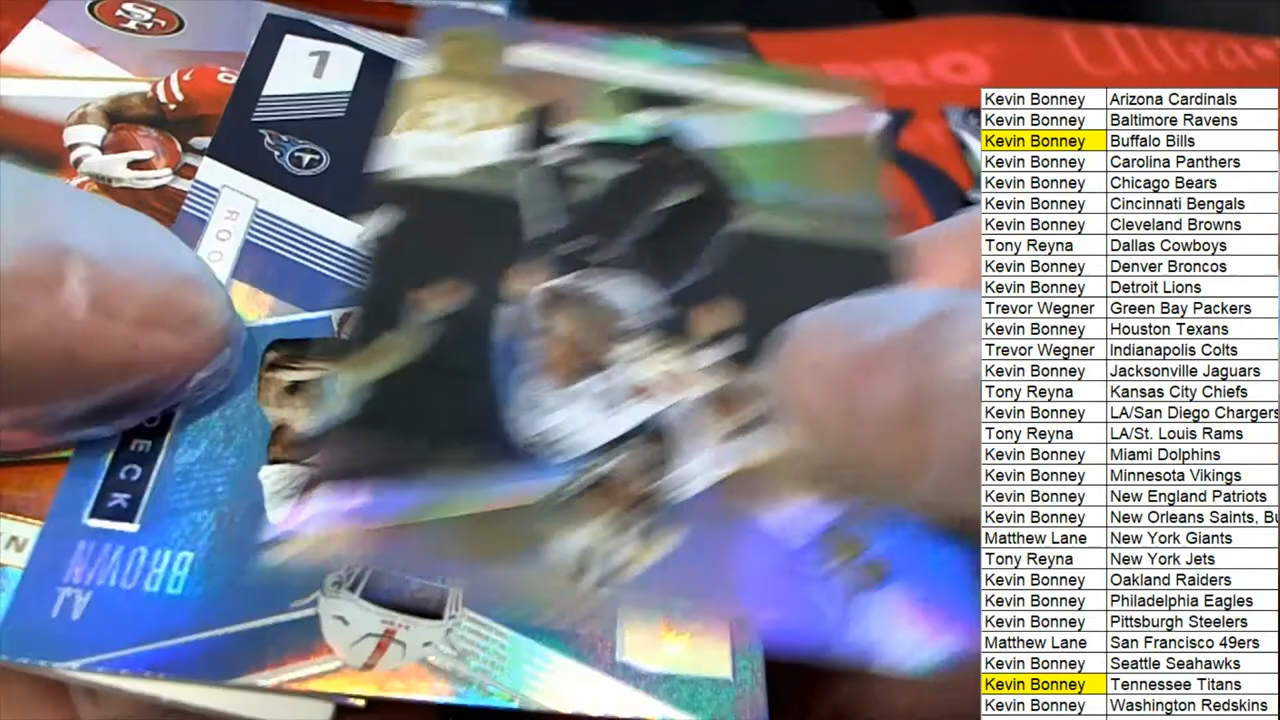 1
ROO
PECK
AJ
BROWN
N
PRO
Ultra
Kevin Bonney Arizona Cardinals
Kevin Bonney Baltimore Ravens
Kevin Bonney Buffalo Bills
Kevin Bonney Carolina Panthers
Kevin Bonney Chicago Bears
Kevin Bonney Cincinnati Bengals
Kevin Bonney Cleveland Browns
Tony Reyna Dallas Cowboys
Kevin Bonney Denver Broncos
Kevin Bonney Detroit Lions
Trevor Wegner Green Bay Packers
Kevin Bonney Houston Texans
Trevor Wegner Indianapolis Colts
Kevin Bonney Jacksonville Jaguars
Tony Reyna Kansas City Chiefs
Kevin Bonney LA/San Diego Chargers
Tony Reyna LA/St. Louis Rams
Kevin Bonney Miami Dolphins
Kevin Bonney Minnesota Vikings
Kevin Bonney New England Patriots
Kevin Bonney New Orleans Saints, B
Matthew Lane New York Giants
Tony Reyna New York Jets
Kevin Bonney Oakland Raiders
Kevin Bonney Philadelphia Eagles
Kevin Bonney Pittsburgh Steelers
Matthew Lane San Francisco 49ers
Kevin Bonney Seattle Seahawks
Kevin Bonney Tennessee Titans
Kevin Bonney Washington Redskins